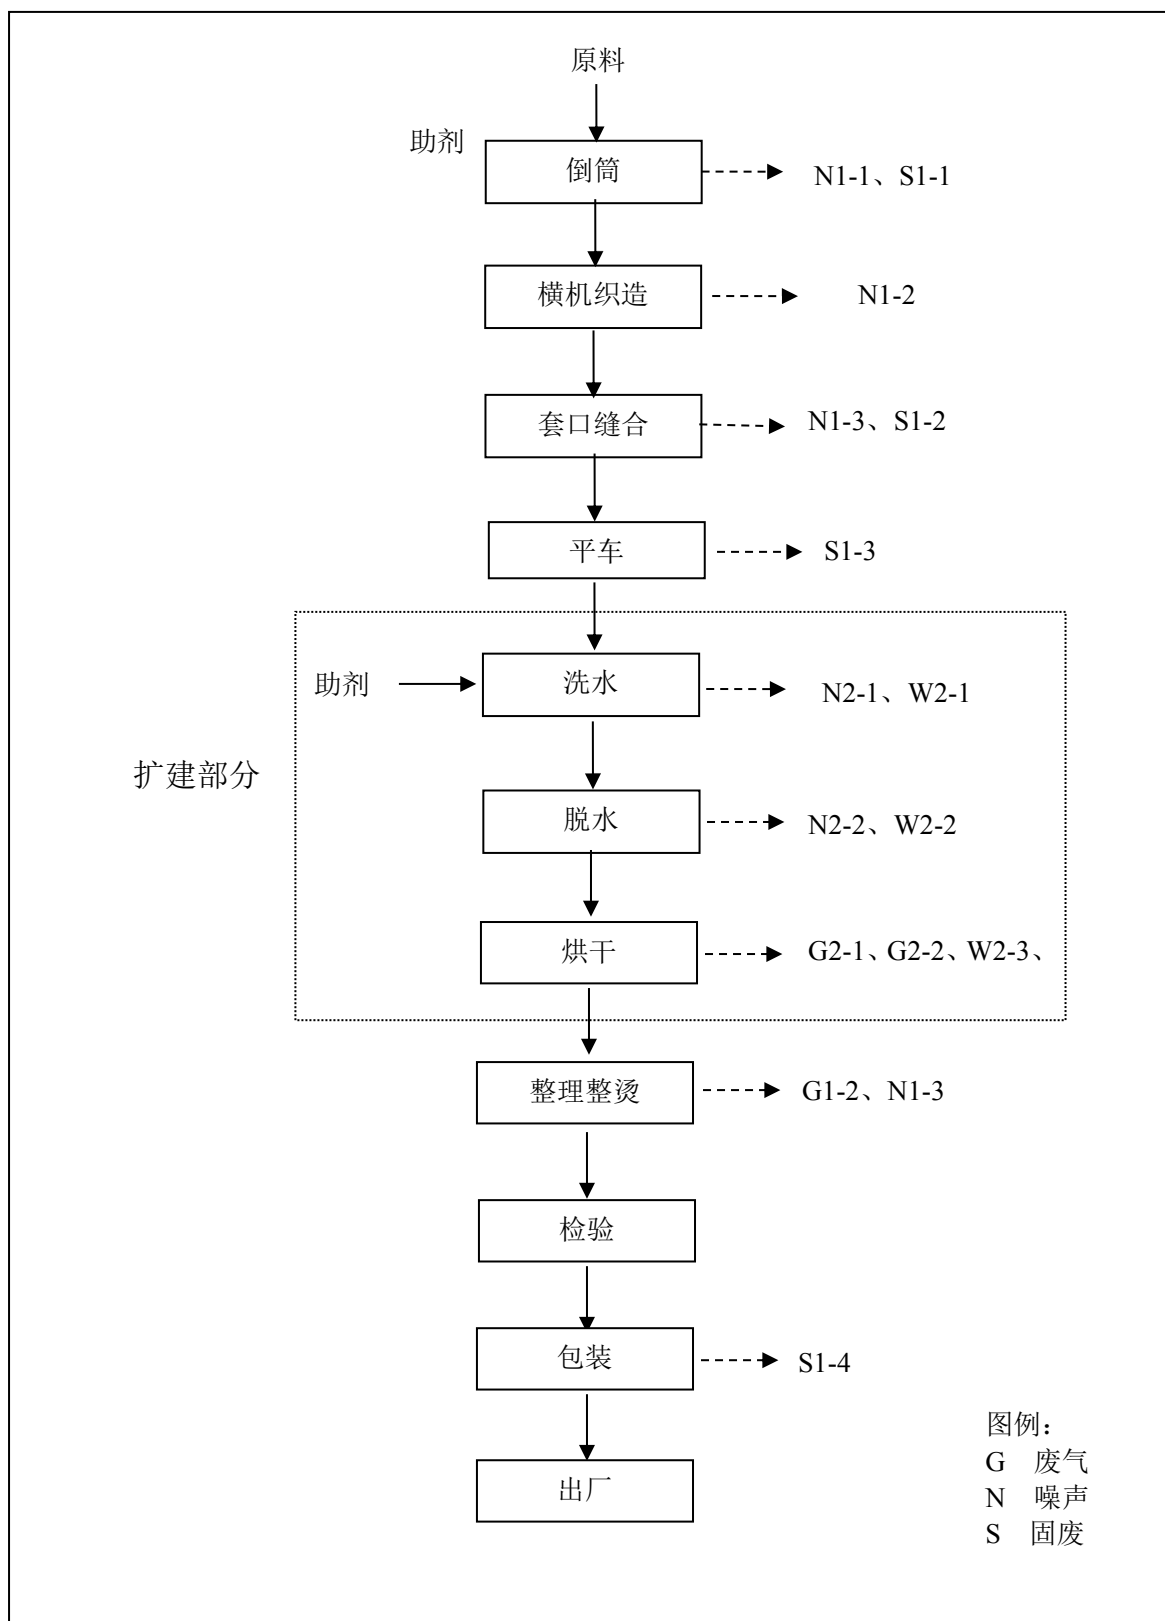 原料
助剂
倒筒
N1-1、S1-1
横机织造
N1-2
套口缝合
N1-3、S1-2
平车
S1-3
助剂
洗水
N2-1、W2-1
扩建部分
脱水
N2-2、W2-2
烘干
G2-1、G2-2、W2-3、
整理整烫
G1-2、N1-3
检验
包装
S1-4
出厂
图例：
G 废气
N 噪声
S 固废